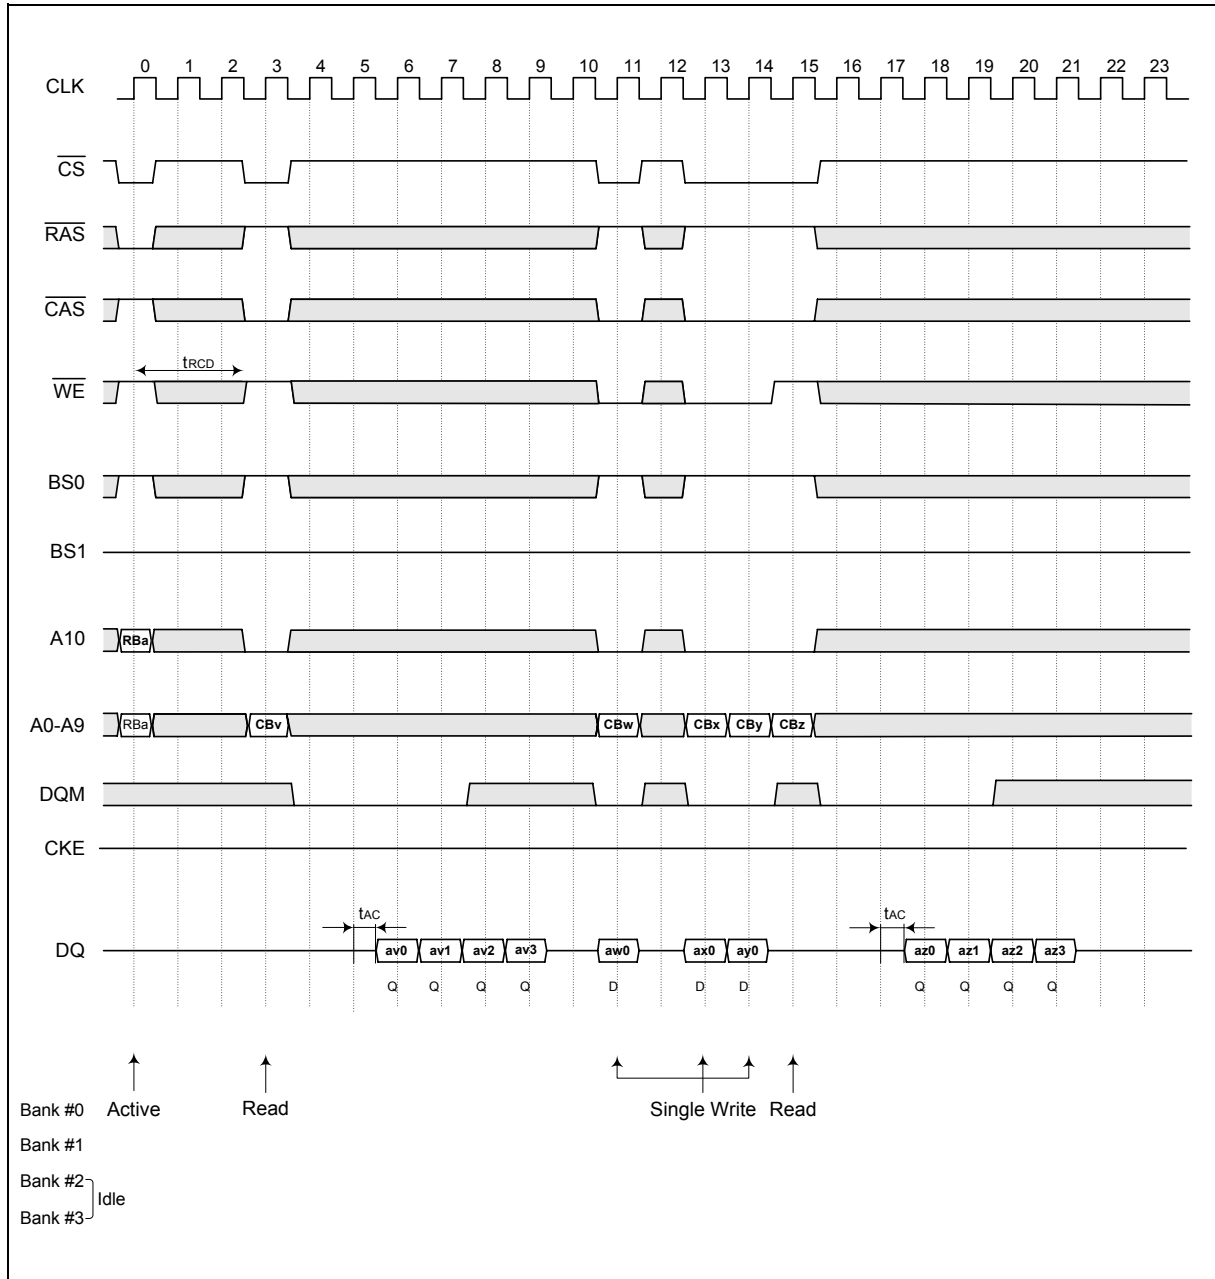 0 1 2 3 4 5 6 7 8 9 10 11 12 13 14 15 16 17 18 19 20 21 22 23
CLK
CS
RAS
CAS
tRCD
WE
BS0
BS1
A10 RBa
A0-A9 RBa CBv CBw CBx CBy CBz
DQM
CKE
tAC tAC
DQ av0 av1 av2 av3 aw0 ax0 ay0 az0 az1 az2 az3
Q Q Q Q D D D Q Q Q Q
Bank #0 Active Read Single Write Read
Bank #1
Bank #2
Idle
Bank #3